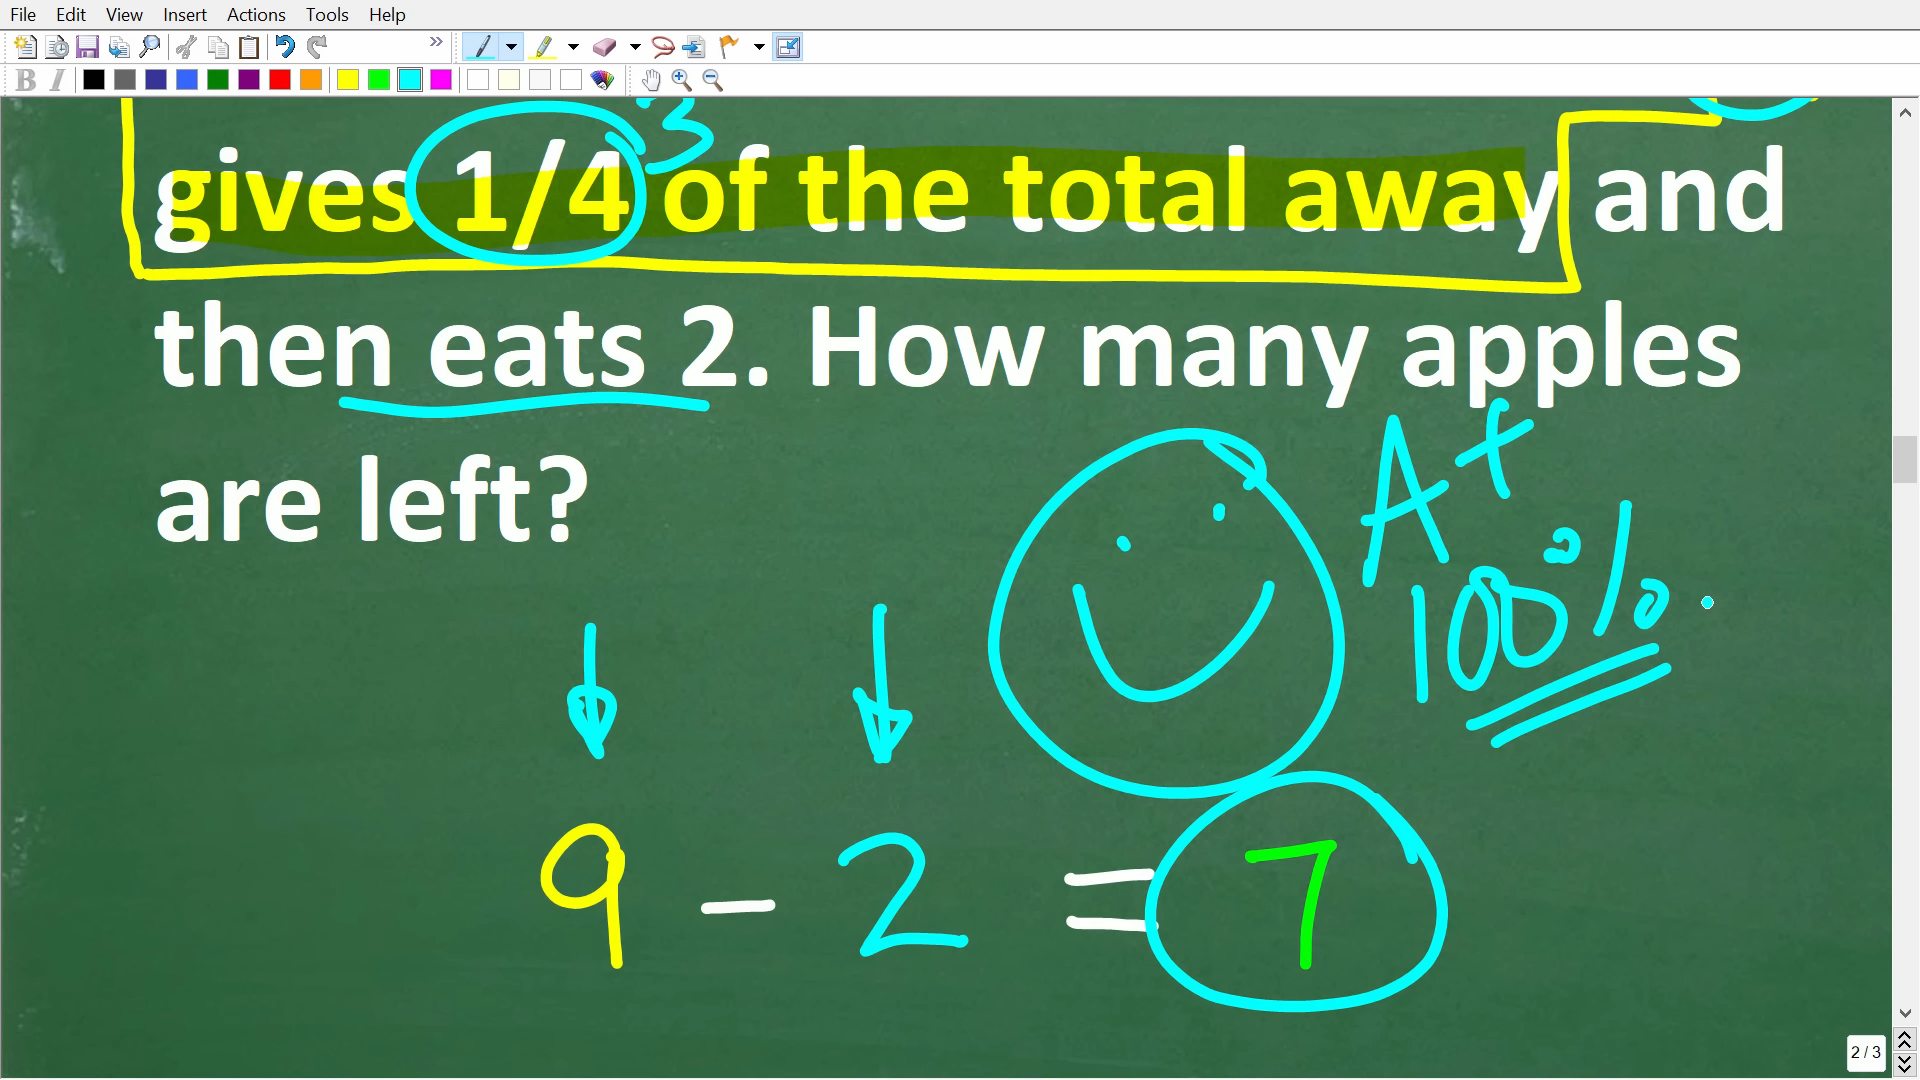 File Edit View Insert Actions Tools Help
B I
3
gives 1/4 of the total away and
then eats 2. How many apples
are left?
A+
100%
9 - 2 = 7
2 / 3